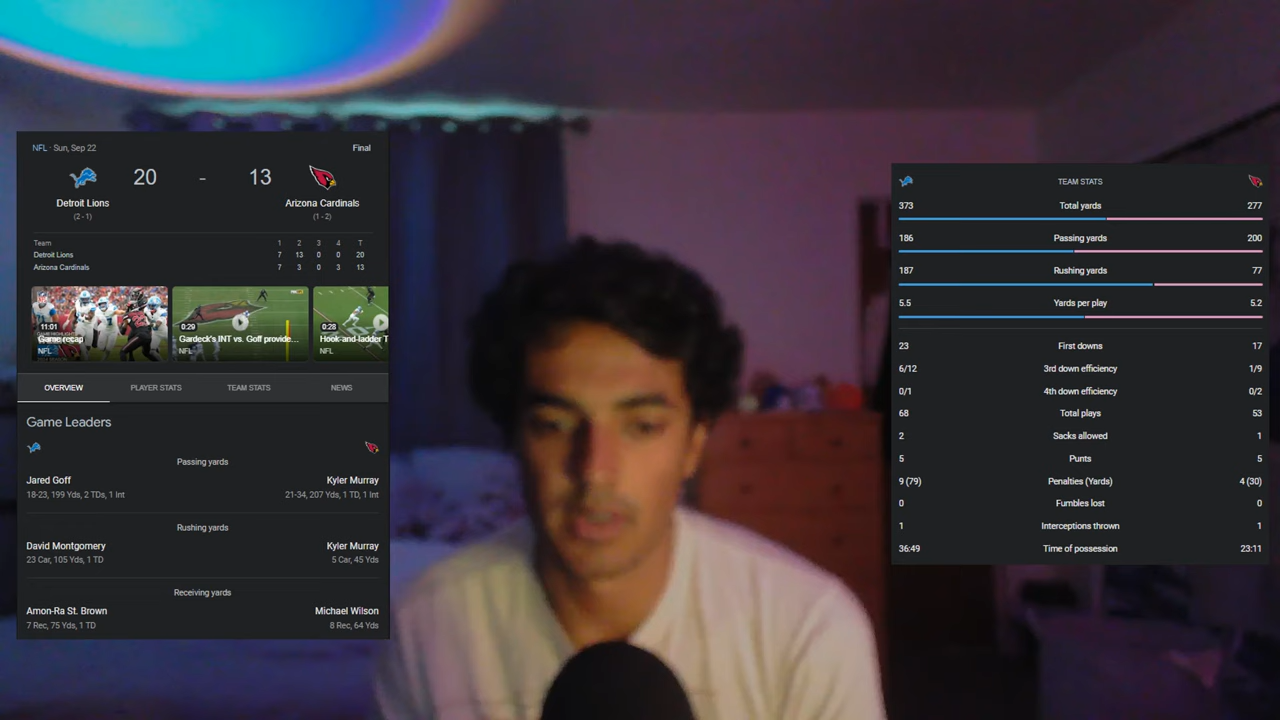 NFL · Sun, Sep 22
Final
20 - 13
Detroit Lions
Arizona Cardinals
(2 - 1)
(1 - 2)
Team 1 2 3 4 T
Detroit Lions 7 13 0 0 20
Arizona Cardinals 7 3 0 3 13
11:01
Game recap
NFL
0:29
Gardeck's INT vs. Goff provide...
NFL
0:28
Hook-and-ladder T
NFL
OVERVIEW PLAYER STATS TEAM STATS NEWS
Game Leaders
Passing yards
Jared Goff Kyler Murray
18-23, 199 Yds, 2 TDs, 1 Int 21-34, 207 Yds, 1 TD, 1 Int
Rushing yards
David Montgomery Kyler Murray
23 Car, 105 Yds, 1 TD 5 Car, 45 Yds
Receiving yards
Amon-Ra St. Brown Michael Wilson
7 Rec, 75 Yds, 1 TD 8 Rec, 64 Yds
TEAM STATS
373 Total yards 277
186 Passing yards 200
187 Rushing yards 77
5.5 Yards per play 5.2
23 First downs 17
6/12 3rd down efficiency 1/9
0/1 4th down efficiency 0/2
68 Total plays 53
2 Sacks allowed 1
5 Punts 5
9 (79) Penalties (Yards) 4 (30)
0 Fumbles lost 0
1 Interceptions thrown 1
36:49 Time of possession 23:11